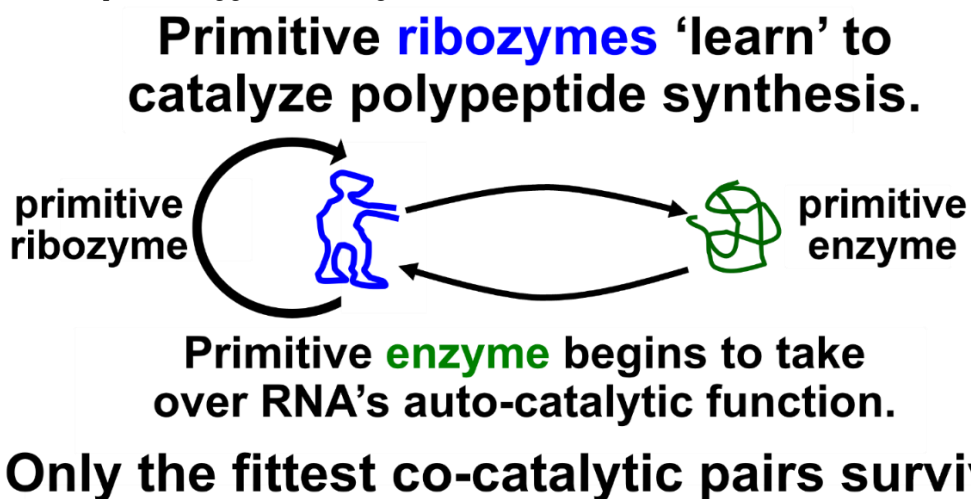 Primitive ribozymes ‘learn’ to
catalyze polypeptide synthesis.
primitive
ribozyme
primitive
enzyme
Primitive enzyme begins to take
over RNA’s auto-catalytic function.
Only the fittest co-catalytic pairs